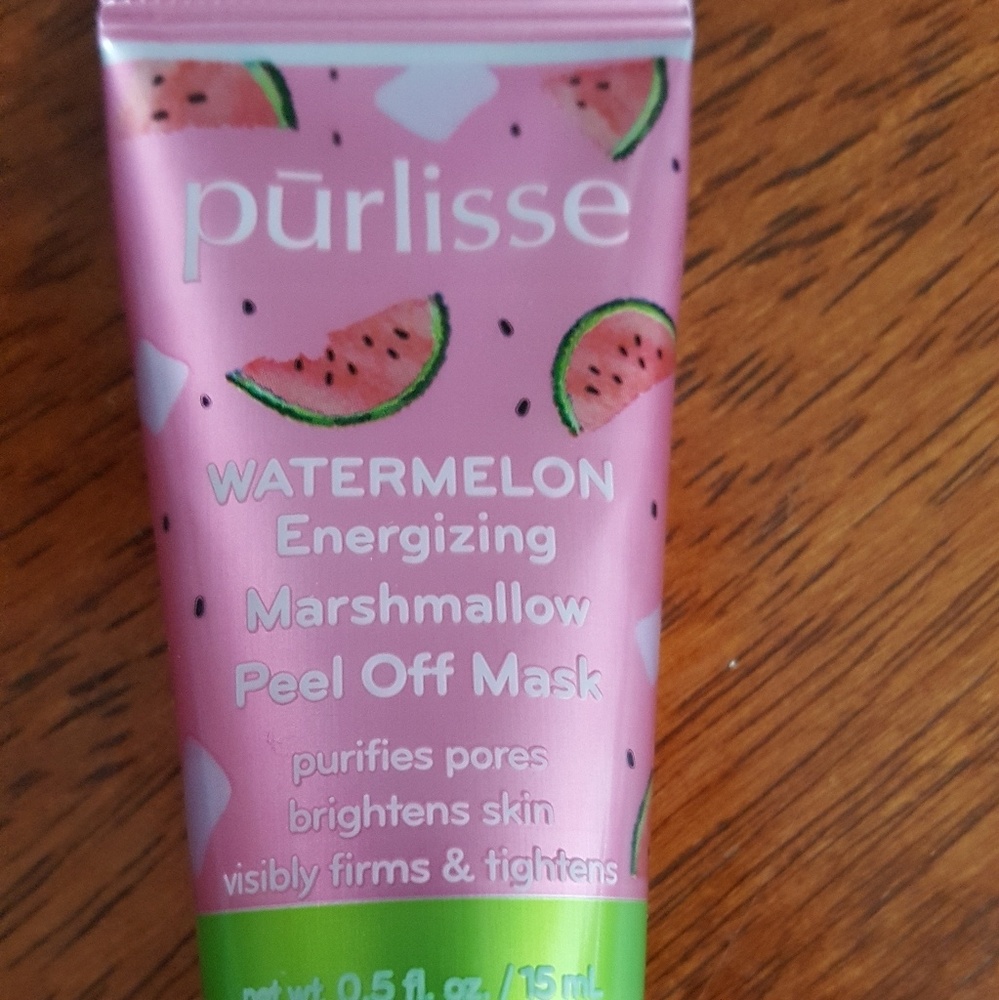 pūrlisse
WATERMELON
Energizing
Marshmallow
Peel Off Mask
purifies pores
brightens skin
visibly firms & tightens
net wt. 0.5 fl. oz. / 15 mL